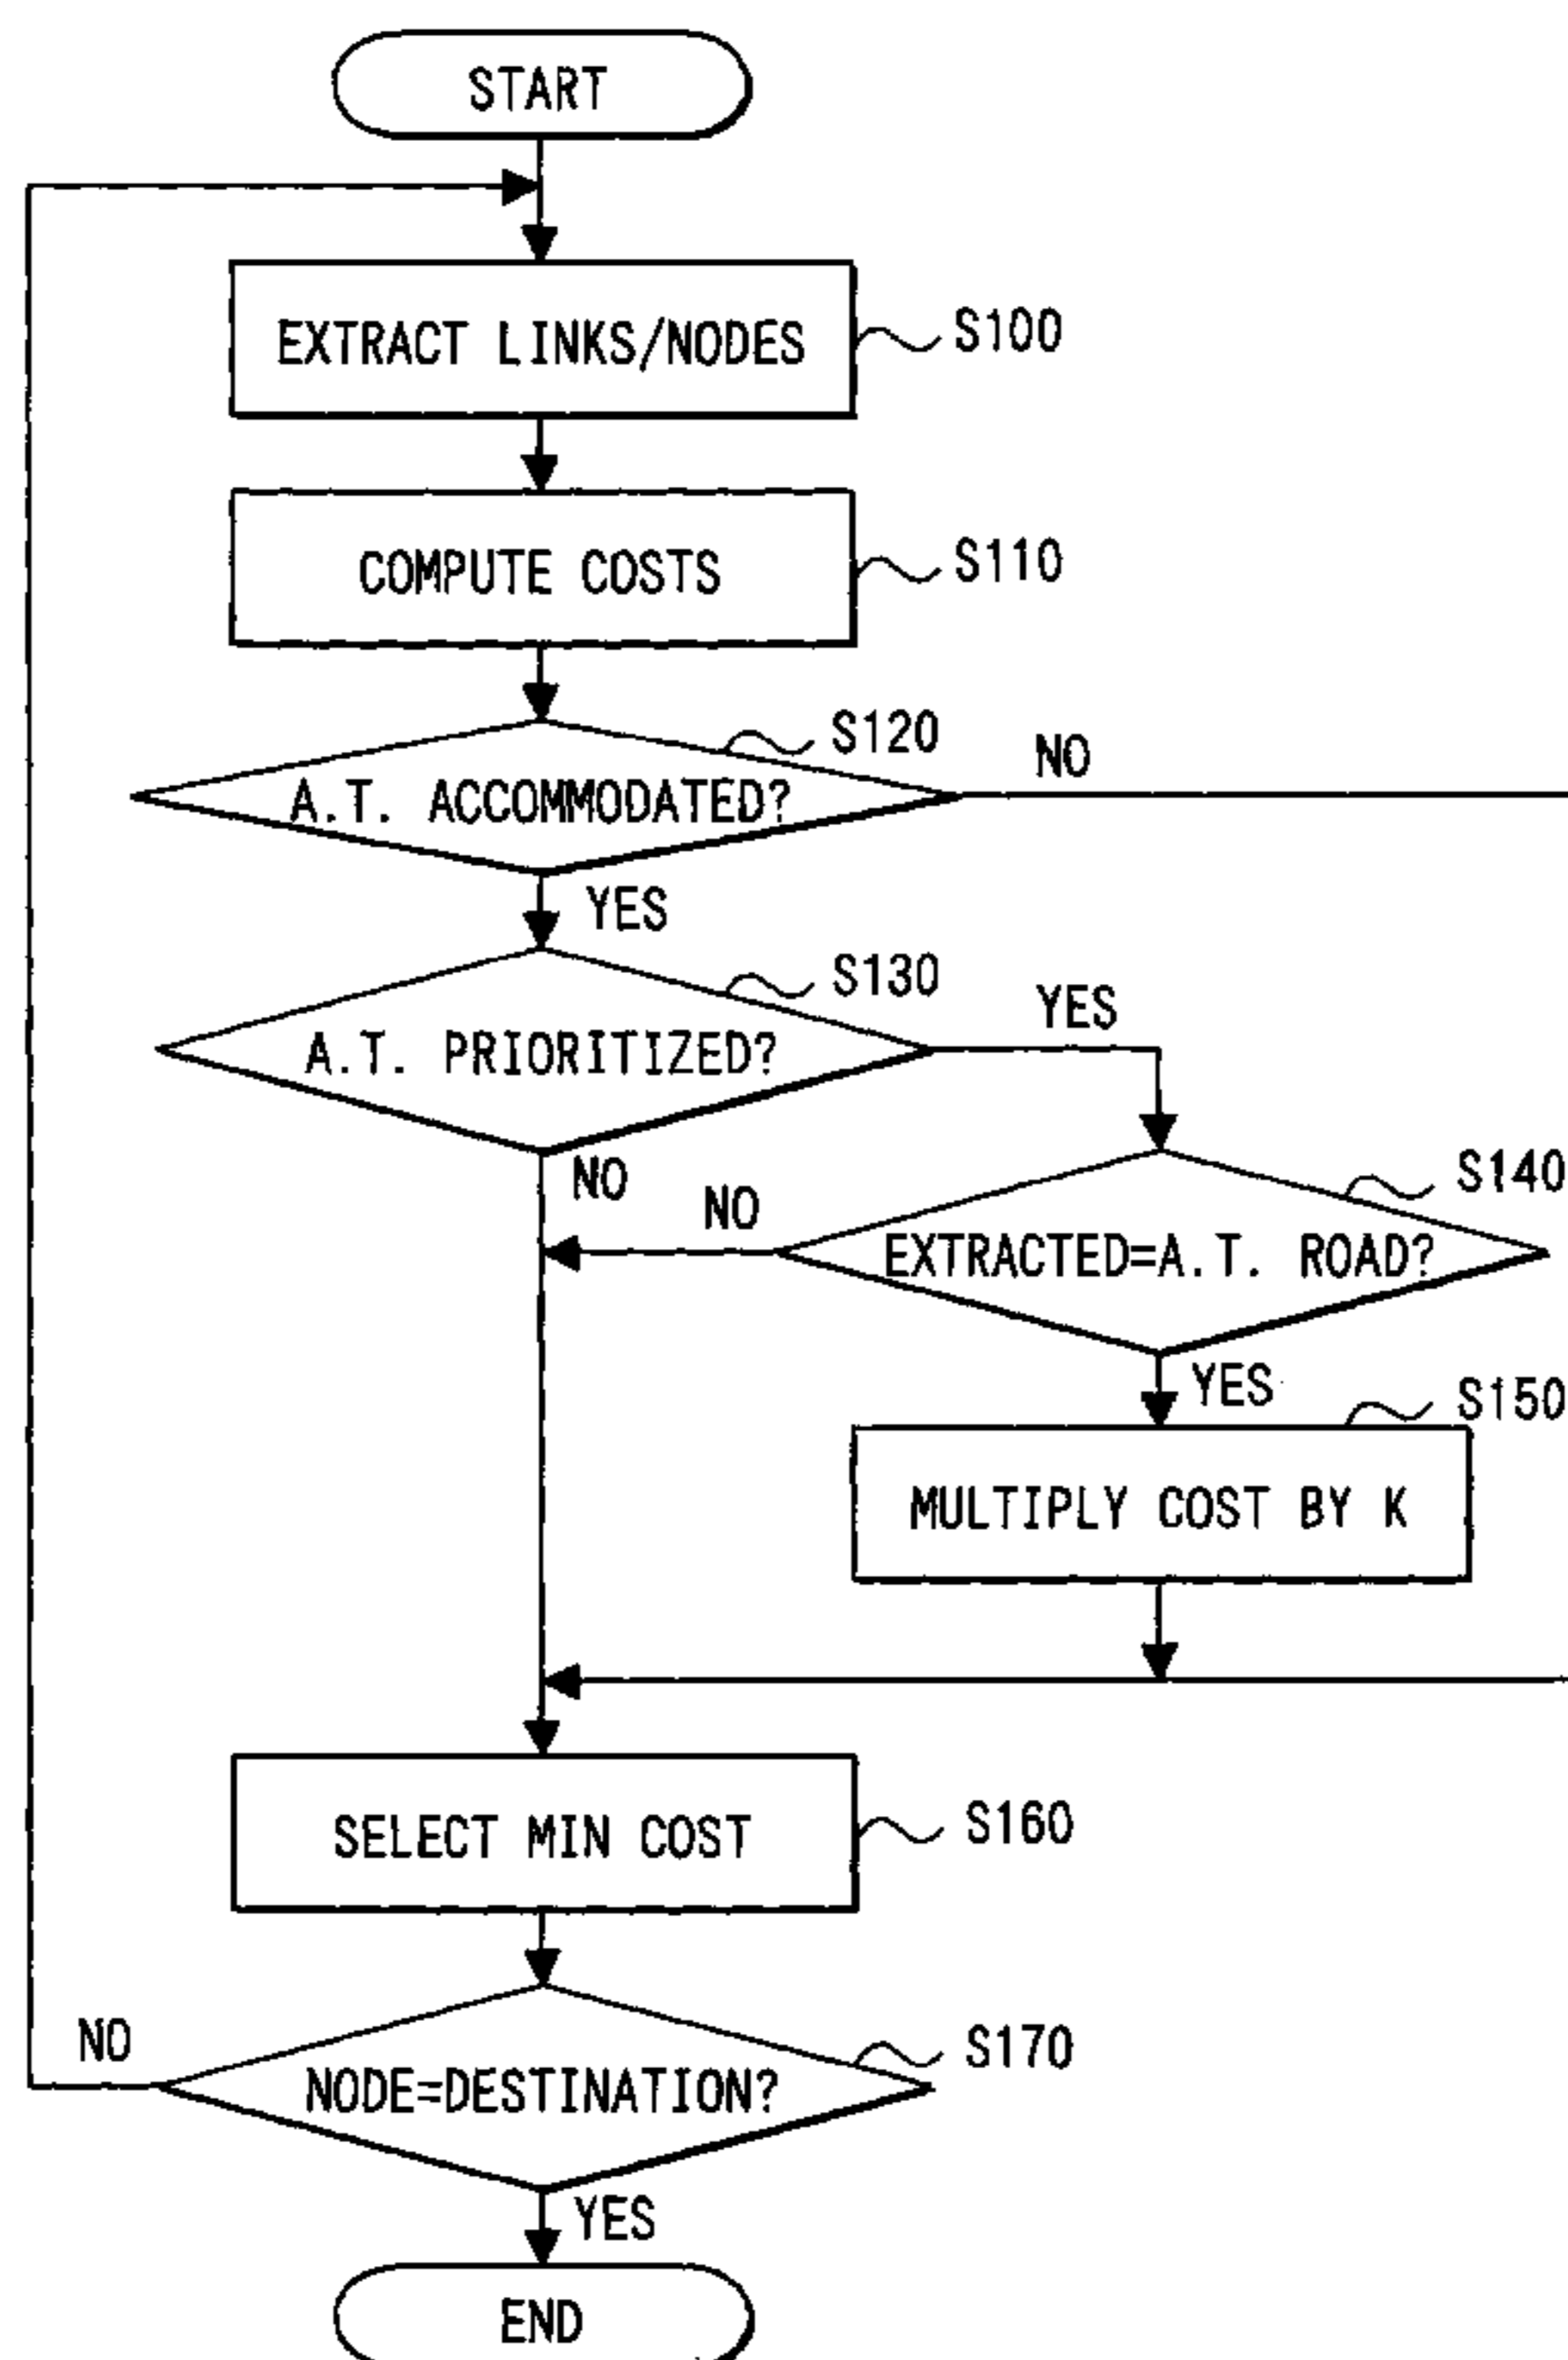 START
EXTRACT LINKS/NODES
S100
COMPUTE COSTS
S110
S120
NO
A.T. ACCOMMODATED?
YES
S130
YES
A.T. PRIORITIZED?
NO
S140
NO
EXTRACTED=A.T. ROAD?
YES
S150
MULTIPLY COST BY K
SELECT MIN COST
S160
S170
NO
NODE=DESTINATION?
YES
END